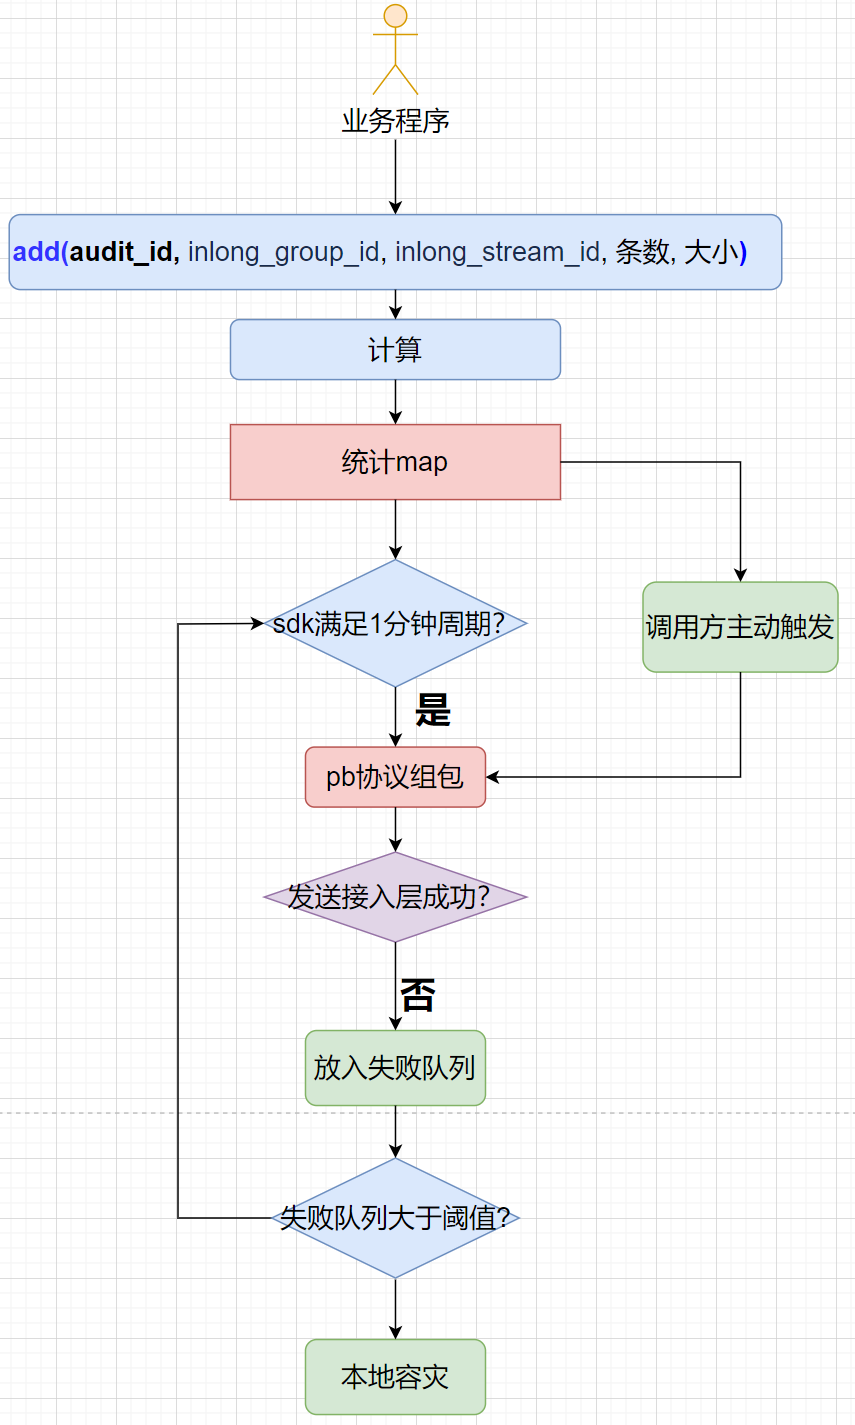 业务程序
add(audit_id, inlong_group_id, inlong_stream_id, 条数, 大小)
计算
统计map
sdk满足1分钟周期?
调用方主动触发
是
pb协议组包
发送接入层成功?
否
放入失败队列
失败队列大于阈值?
本地容灾